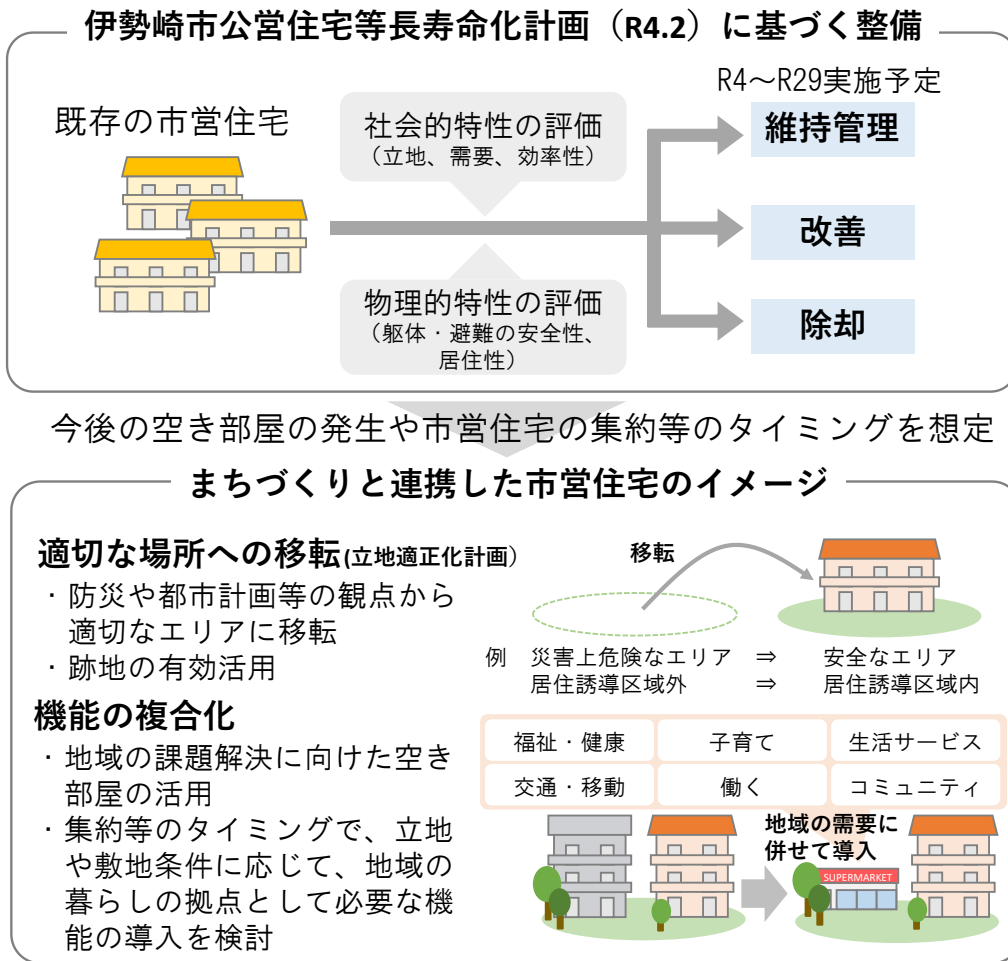 伊勢崎市公営住宅等長寿命化計画（R4.2）に基づく整備
R4～R29実施予定
既存の市営住宅
社会的特性の評価
（立地、需要、効率性）
物理的特性の評価
（躯体・避難の安全性、
居住性）
維持管理
改善
除却
今後の空き部屋の発生や市営住宅の集約等のタイミングを想定
まちづくりと連携した市営住宅のイメージ
適切な場所への移転(立地適正化計画）
・防災や都市計画等の観点から
適切なエリアに移転
・跡地の有効活用
移転
例　災害上危険なエリア　⇒　安全なエリア
居住誘導区域外　⇒　居住誘導区域内
機能の複合化
・地域の課題解決に向けた空き
部屋の活用
・集約等のタイミングで、立地
や敷地条件に応じて、地域の
暮らしの拠点として必要な機
能の導入を検討
福祉・健康　子育て　生活サービス
交通・移動　働く　コミュニティ
地域の需要に
併せて導入
SUPERMARKET